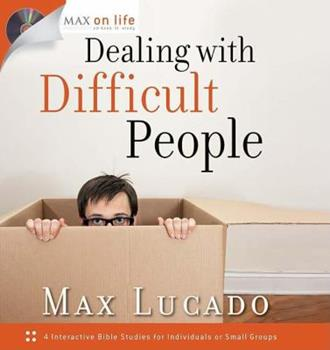 MAX on life
Dealing with
Difficult
People
MAX LUCADO
4 Interactive Bible Studies for Individuals or Small Groups